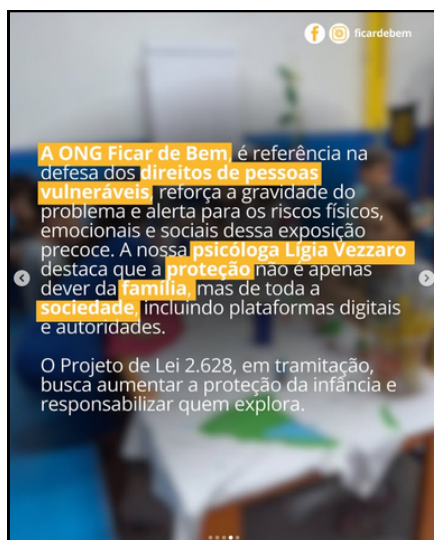 ficardebem
A ONG Ficar de Bem, é referência na
defesa dos direitos de pessoas
vulneráveis, reforça a gravidade do
problema e alerta para os riscos físicos,
emocionais e sociais dessa exposição
precoce. A nossa psicóloga Lígia Vezzaro
destaca que a proteção não é apenas
dever da família, mas de toda a
sociedade, incluindo plataformas digitais
e autoridades.
O Projeto de Lei 2.628, em tramitação,
busca aumentar a proteção da infância e
responsabilizar quem explora.